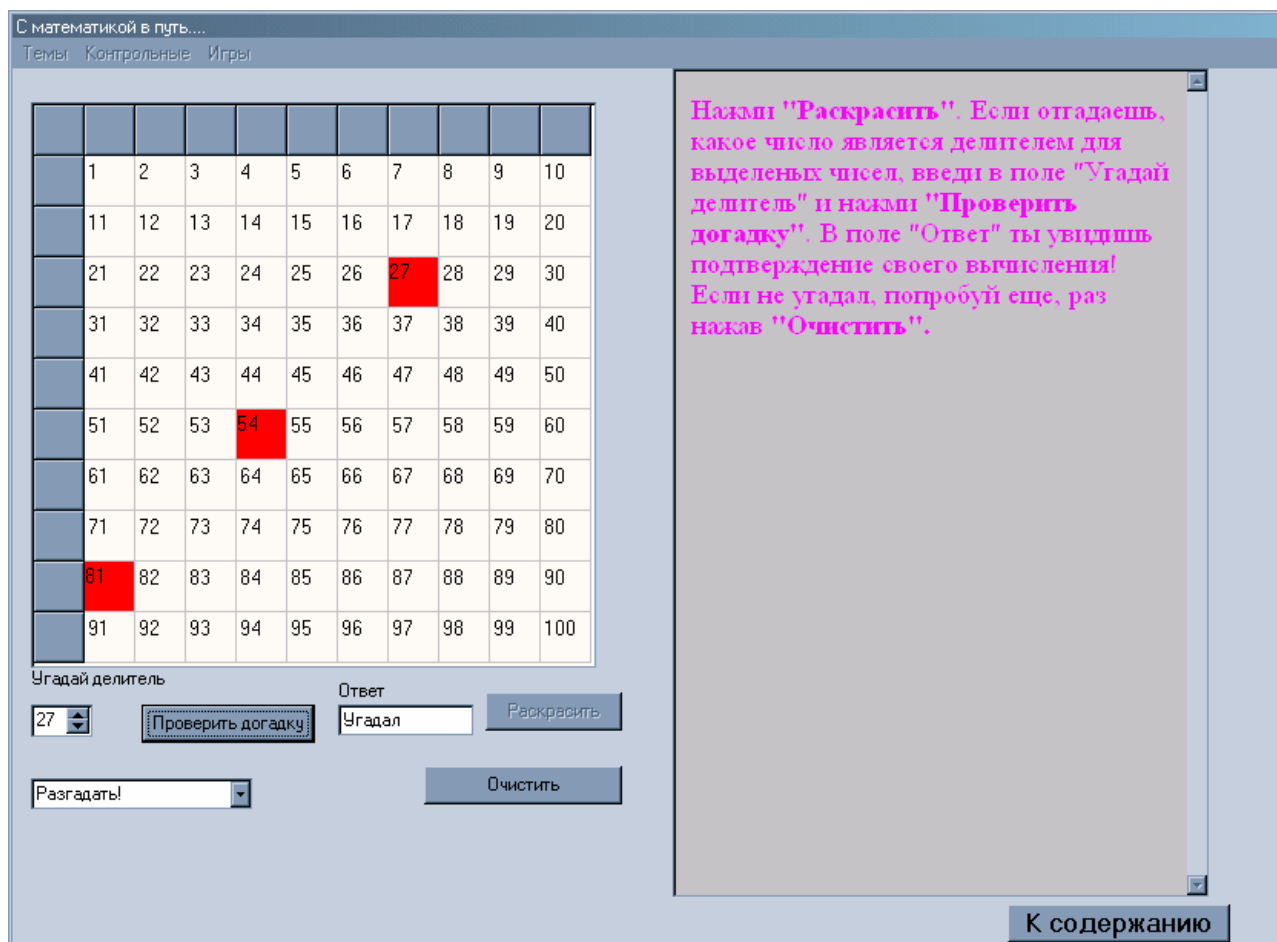 С математикой в путь....
Темы Контрольные Игры
1 2 3 4 5 6 7 8 9 10
11 12 13 14 15 16 17 18 19 20
21 22 23 24 25 26 27 28 29 30
31 32 33 34 35 36 37 38 39 40
41 42 43 44 45 46 47 48 49 50
51 52 53 54 55 56 57 58 59 60
61 62 63 64 65 66 67 68 69 70
71 72 73 74 75 76 77 78 79 80
81 82 83 84 85 86 87 88 89 90
91 92 93 94 95 96 97 98 99 100
Угадай делитель
Ответ
27
Проверить догадку
Угадал
Раскрасить
Разгадать!
Очистить
Нажми "Раскрасить". Если отгадаешь,
какое число является делителем для
выделеных чисел, введи в поле "Угадай
делитель" и нажми "Проверить
догадку". В поле "Ответ" ты увидишь
подтверждение своего вычисления!
Если не угадал, попробуй еще, раз
нажав "Очистить".
К содержанию